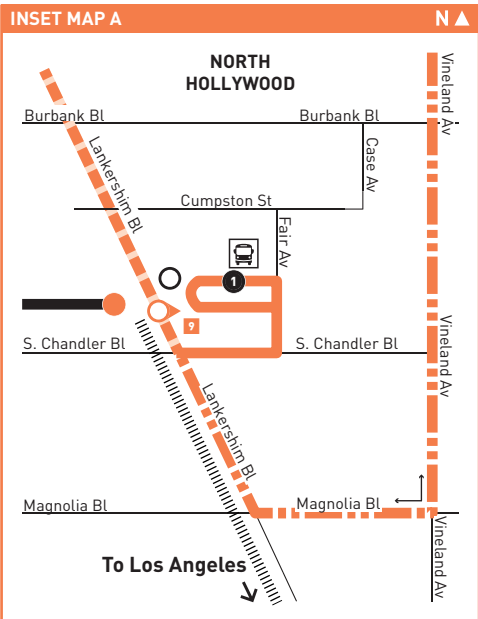 INSET MAP A
N
NORTH
HOLLYWOOD
Vineland Av
Burbank Bl
Burbank Bl
Lankershim Bl
Case Av
Cumpston St
Fair Av
1
9
S. Chandler Bl
S. Chandler Bl
Vineland Av
Lankershim Bl
Magnolia Bl
Magnolia Bl
Vineland Av
To Los Angeles